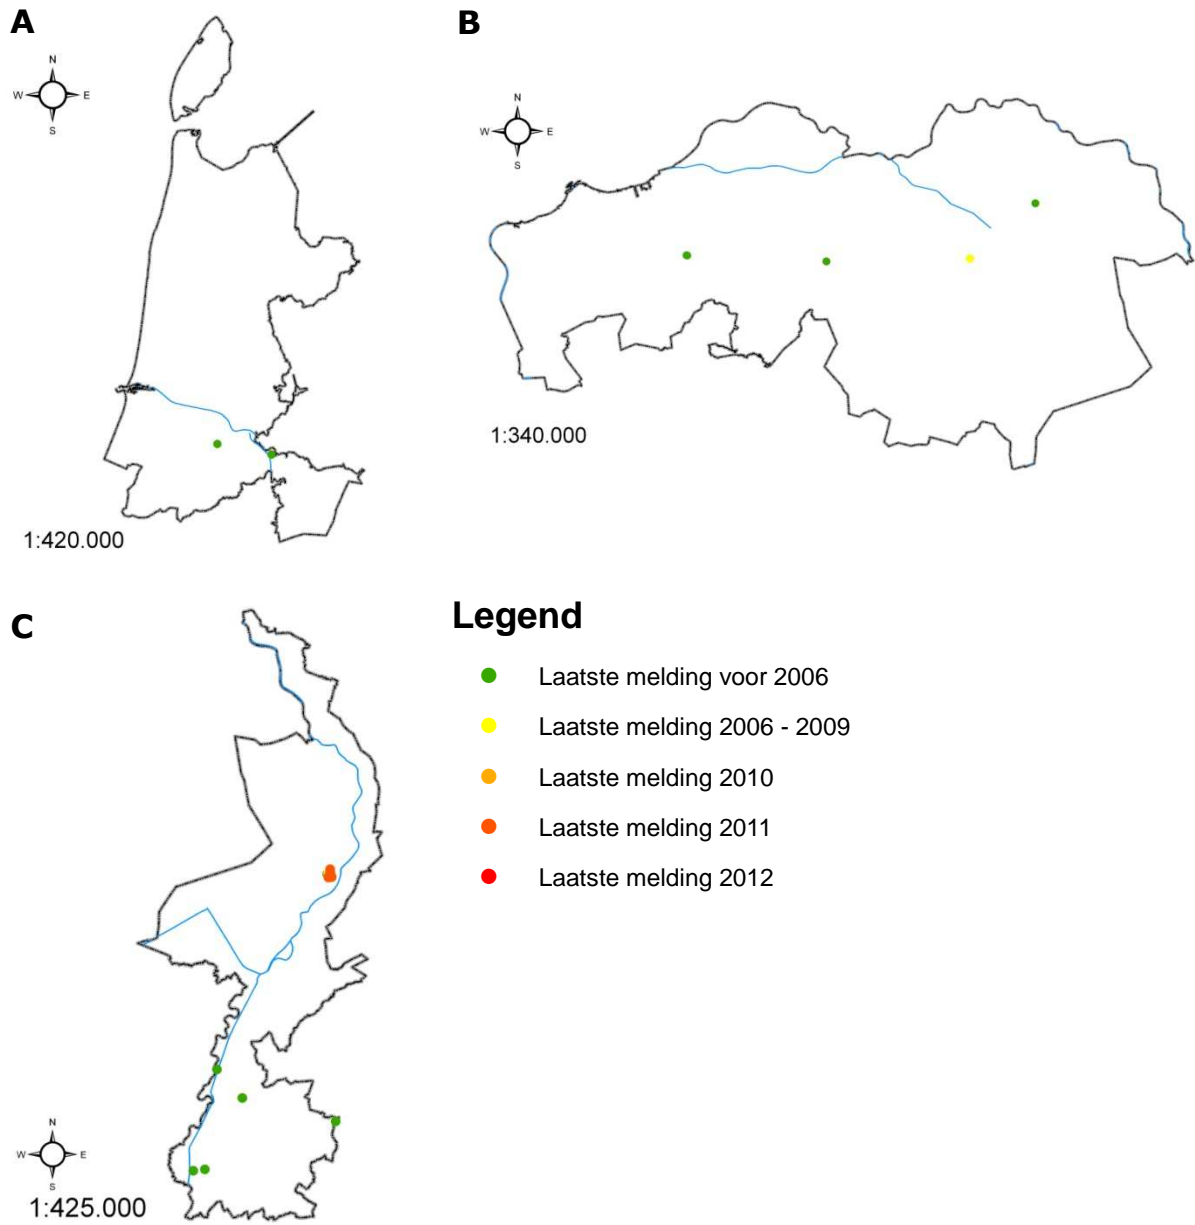 A
N
W E
S
1:420.000
B
N
W E
S
1:340.000
C
N
W E
S
1:425.000
Legend
Laatste melding voor 2006
Laatste melding 2006 - 2009
Laatste melding 2010
Laatste melding 2011
Laatste melding 2012